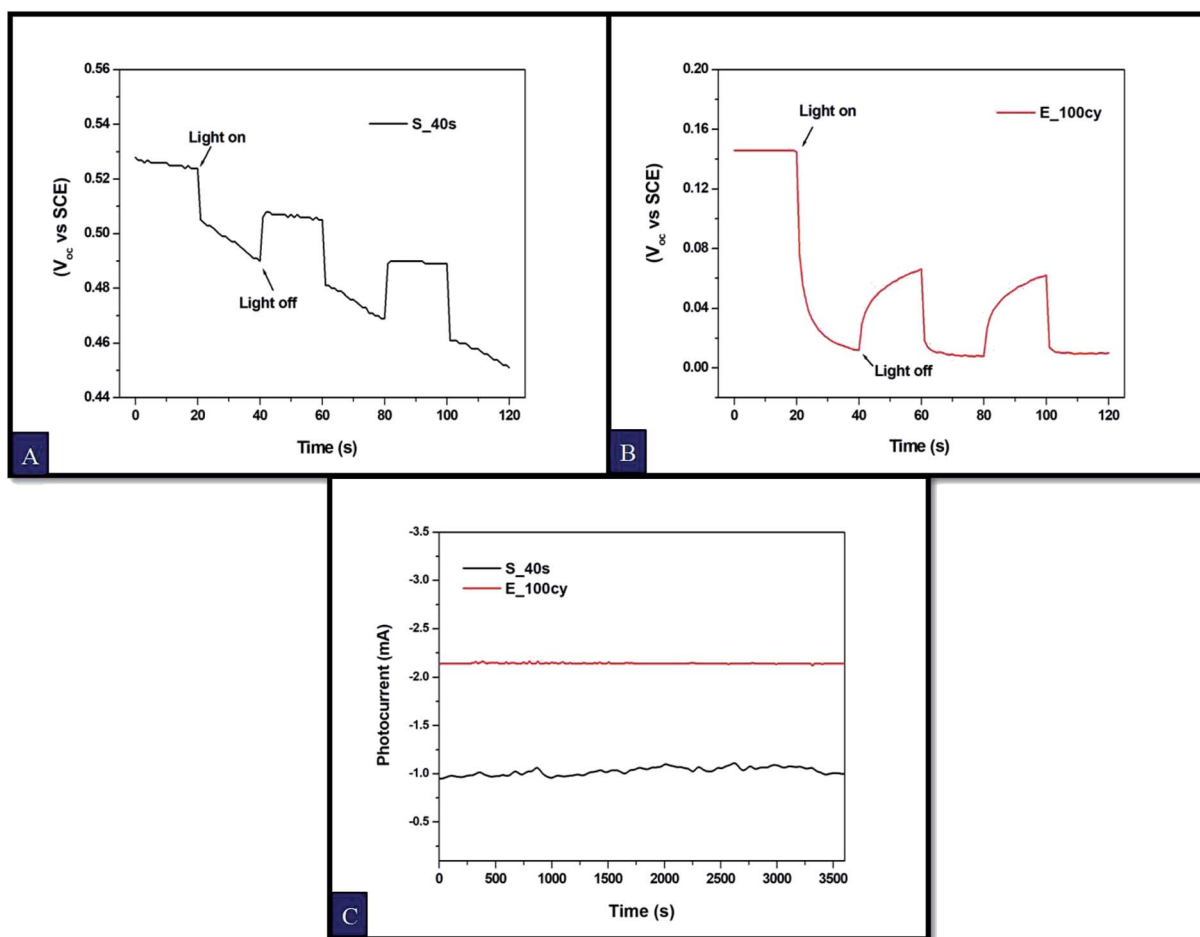 0.56
0.54
0.52
0.50
0.48
0.46
0.44
(V_oc vs SCE)
S_40s
Light on
Light off
0 20 40 60 80 100 120
Time (s)
A
0.20
0.16
0.12
0.08
0.04
0.00
(V_oc vs SCE)
E_100cy
Light on
Light off
0 20 40 60 80 100 120
Time (s)
B
-3.5
-3.0
-2.5
-2.0
-1.5
-1.0
-0.5
Photocurrent (mA)
S_40s
E_100cy
0 500 1000 1500 2000 2500 3000 3500
Time (s)
C